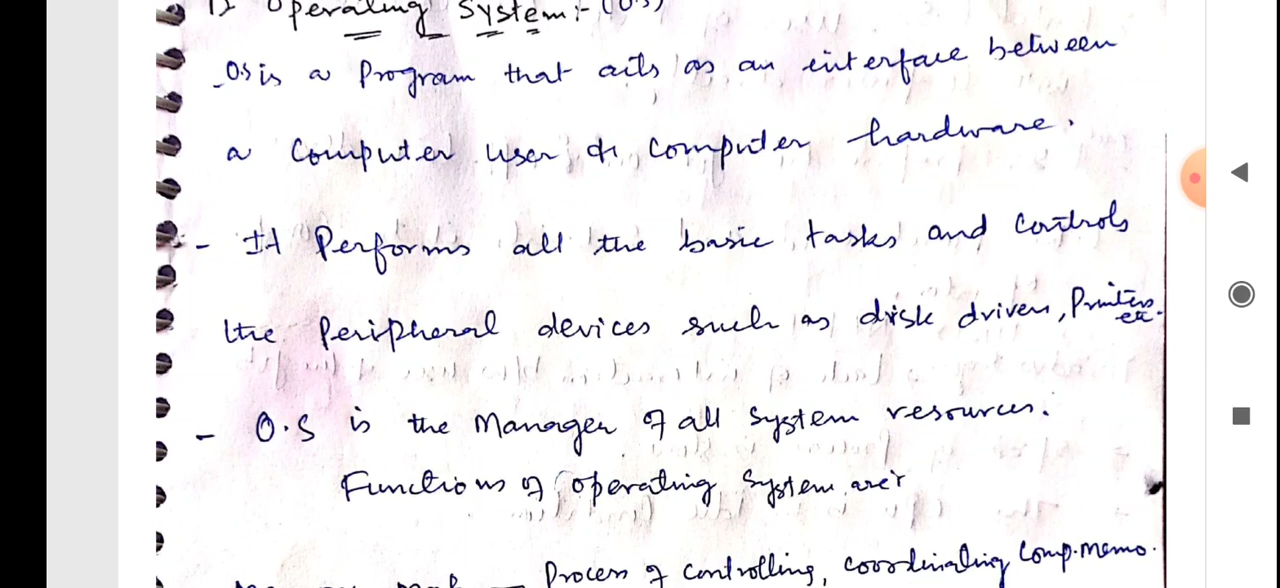 1) Operating System :- (O.S)
OS is a Program that acts as an interface between
a computer user & computer hardware.
- It Performs all the basic tasks and controls
the Peripheral devices such as disk drives, Printers etc.
- O.S is the Manager of all System resources.
Functions of operating System are:
Process of controlling, coordinating Comp. memo.